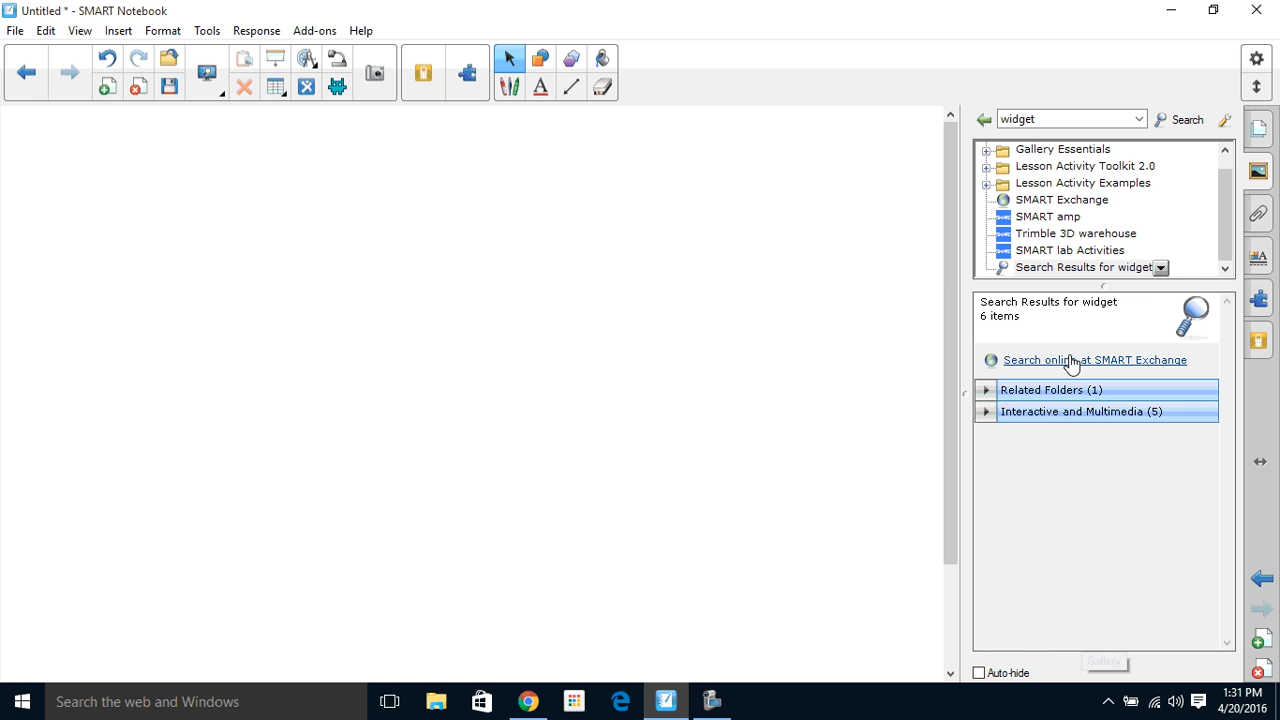 Untitled * - SMART Notebook
File Edit View Insert Format Tools Response Add-ons Help
widget Search
Gallery Essentials
Lesson Activity Toolkit 2.0
Lesson Activity Examples
SMART Exchange
SMART amp
Trimble 3D warehouse
SMART lab Activities
Search Results for widget
Search Results for widget
6 items
Search online at SMART Exchange
Related Folders (1)
Interactive and Multimedia (5)
Gallery
Auto-hide
Search the web and Windows
1:31 PM
4/20/2016